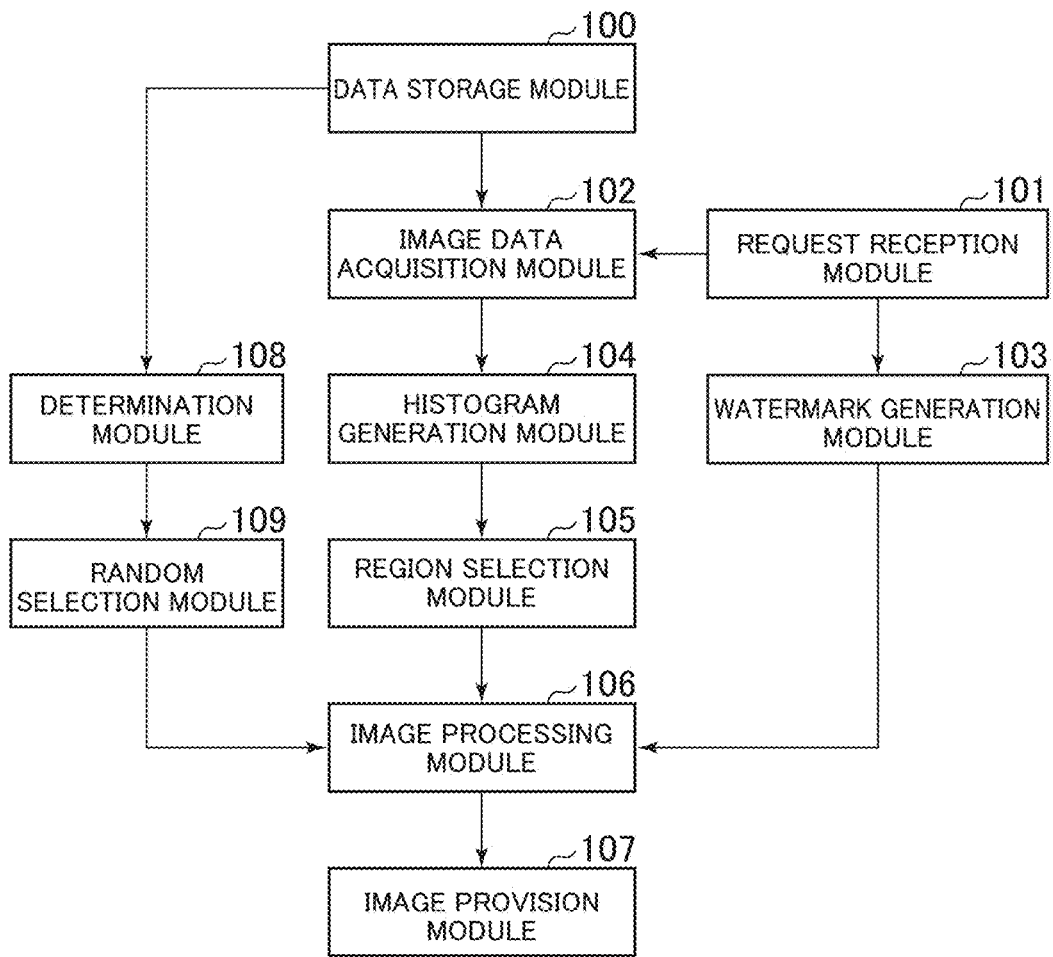 100
DATA STORAGE MODULE
102
IMAGE DATA
ACQUISITION MODULE
101
REQUEST RECEPTION
MODULE
108
DETERMINATION
MODULE
104
HISTOGRAM
GENERATION MODULE
103
WATERMARK GENERATION
MODULE
109
RANDOM
SELECTION MODULE
105
REGION SELECTION
MODULE
106
IMAGE PROCESSING
MODULE
107
IMAGE PROVISION
MODULE